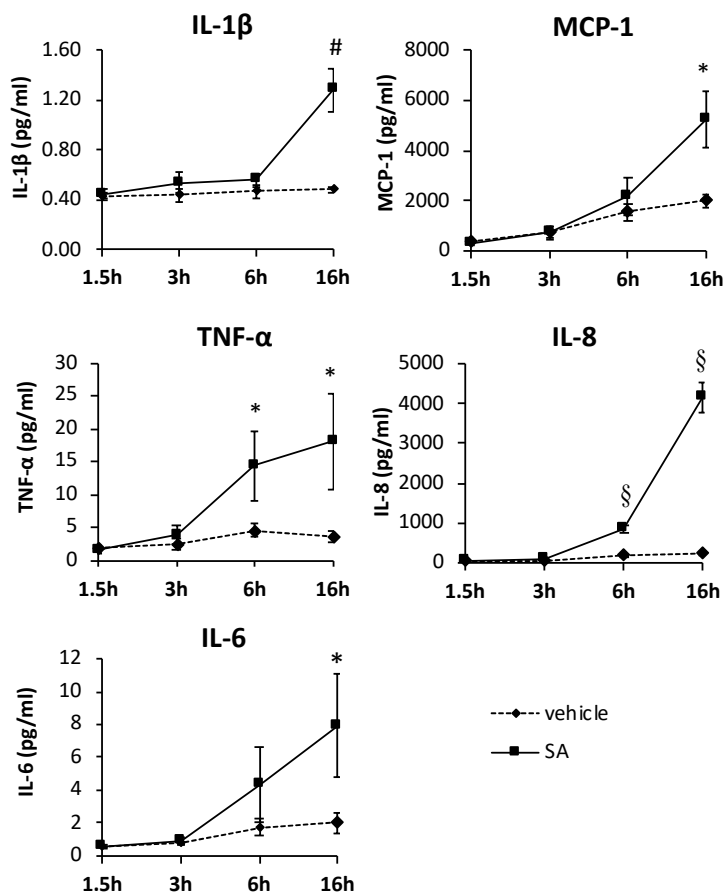 IL-1β
IL-1β (pg/ml)
1.60
1.20
0.80
0.40
0.00
#
1.5h 3h 6h 16h
MCP-1
MCP-1 (pg/ml)
8000
6000
4000
2000
0
*
1.5h 3h 6h 16h
TNF-α
TNF-α (pg/ml)
30
25
20
15
10
5
0
* *
1.5h 3h 6h 16h
IL-8
IL-8 (pg/ml)
5000
4000
3000
2000
1000
0
§
§
1.5h 3h 6h 16h
IL-6
IL-6 (pg/ml)
12
10
8
6
4
2
0
*
1.5h 3h 6h 16h
vehicle
SA